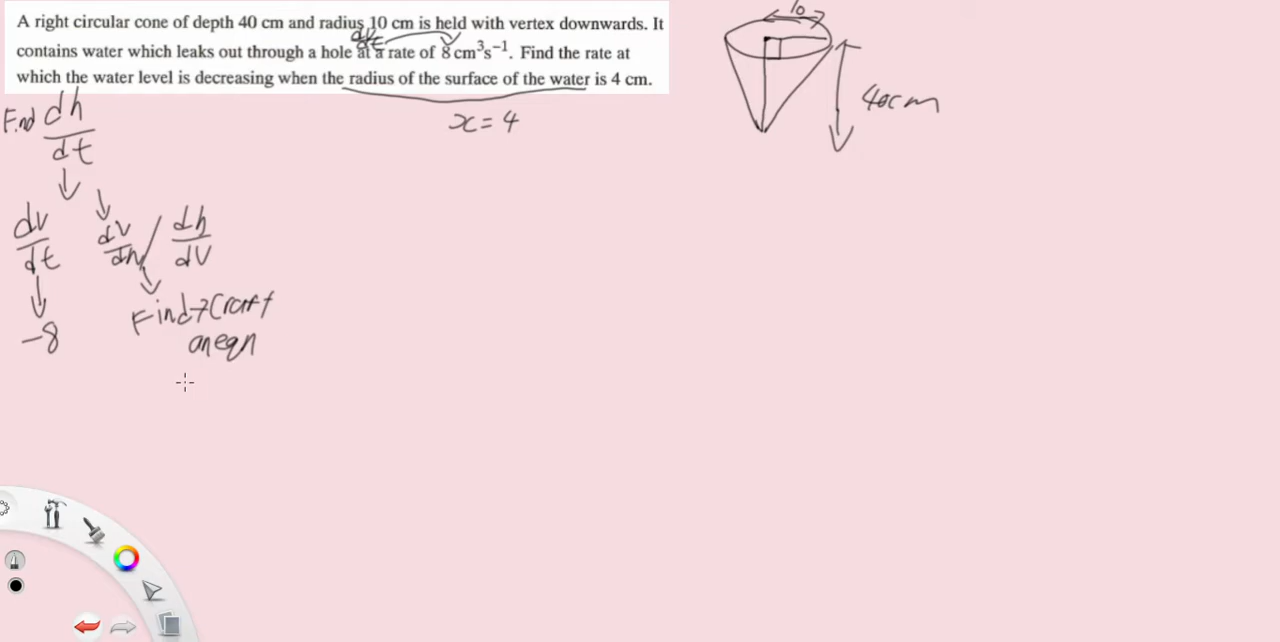 A right circular cone of depth 40 cm and radius 10 cm is held with vertex downwards. It
contains water which leaks out through a hole at a rate of 8 cm³s⁻¹. Find the rate at
which the water level is decreasing when the radius of the surface of the water is 4 cm.
dv
dt
10
40cm
x = 4
Find dh
dt
dv
dt
dV
dh
/
dh
dV
-8
Find → Craft
an eqn